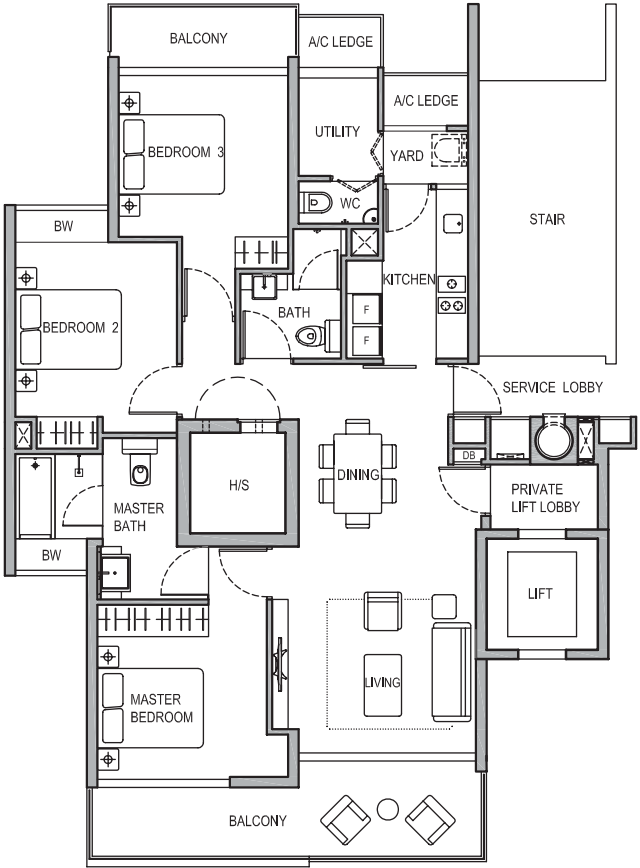 BALCONY
A/C LEDGE
A/C LEDGE
UTILITY
BEDROOM 3
YARD
WC
BW
STAIR
KITCHEN
BATH
F
F
BEDROOM 2
SERVICE LOBBY
DB
DINING
H/S
MASTER
BATH
PRIVATE
LIFT LOBBY
BW
LIFT
LIVING
MASTER
BEDROOM
BALCONY